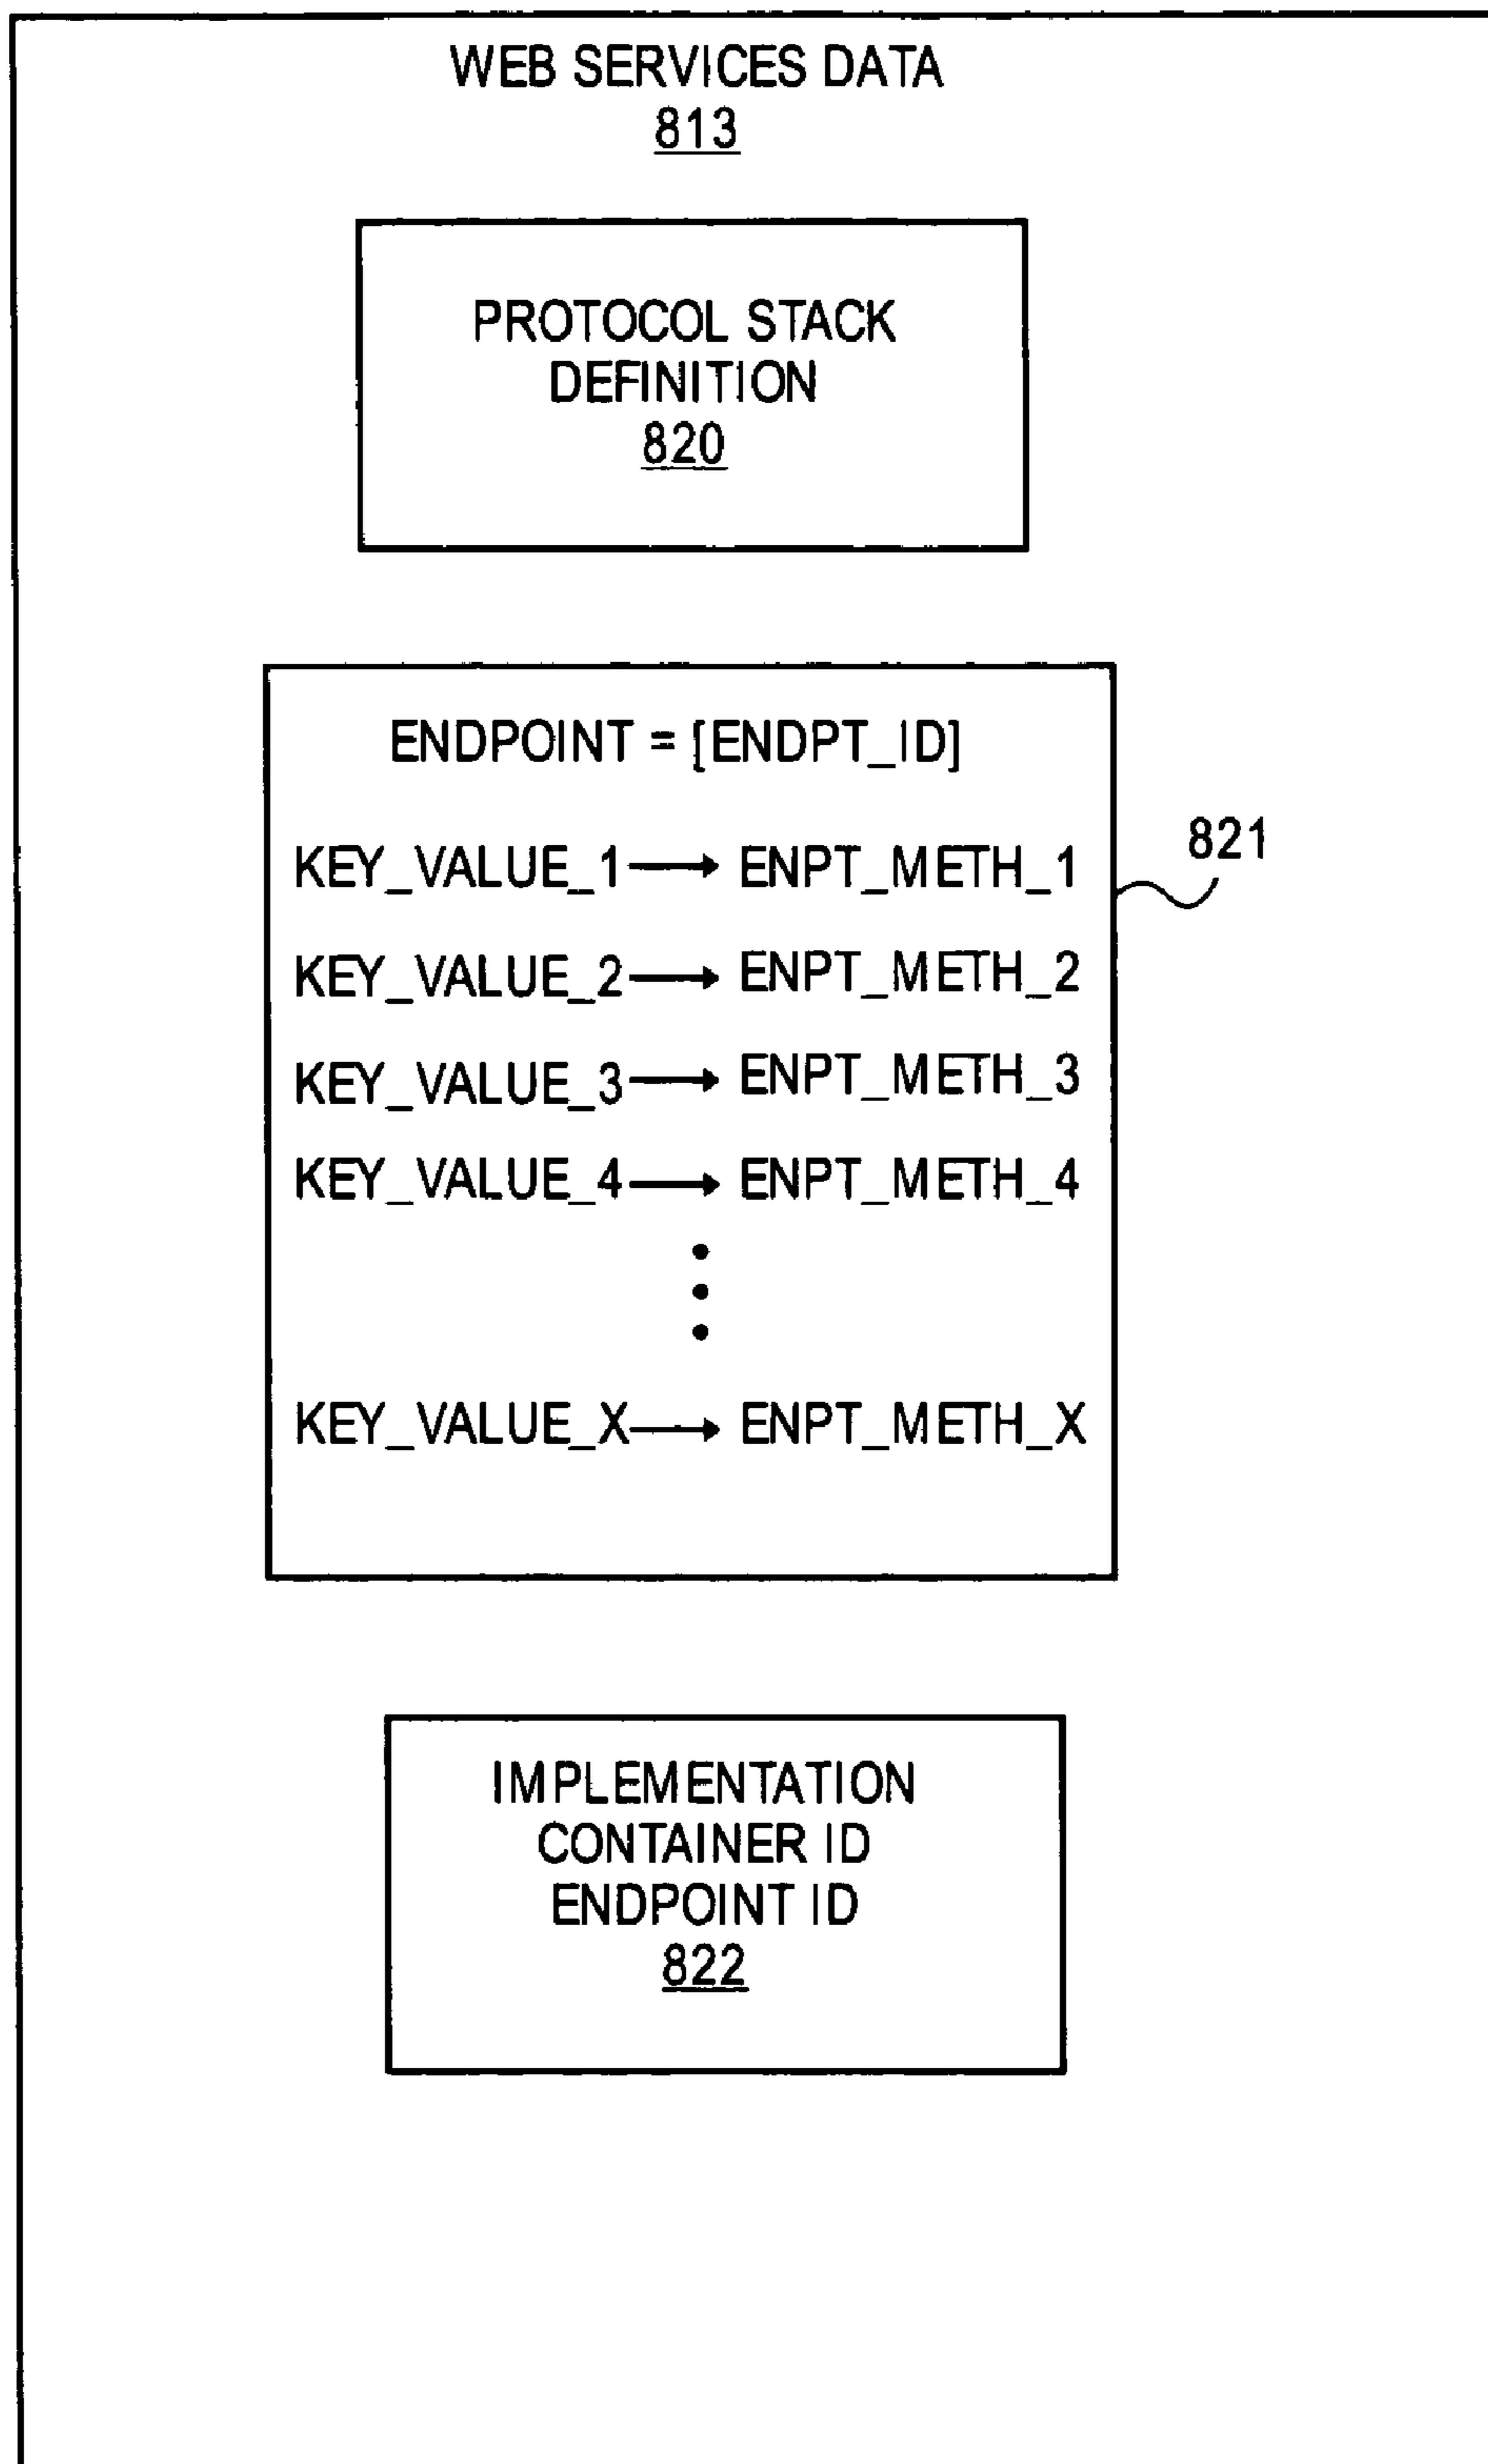 WEB SERVICES DATA
813
PROTOCOL STACK
DEFINITION
820
ENDPOINT = [ENDPT_ID]
KEY_VALUE_1 → ENPT_METH_1
821
KEY_VALUE_2 → ENPT_METH_2
KEY_VALUE_3 → ENPT_METH_3
KEY_VALUE_4 → ENPT_METH_4
KEY_VALUE_X → ENPT_METH_X
IMPLEMENTATION
CONTAINER ID
ENDPOINT ID
822